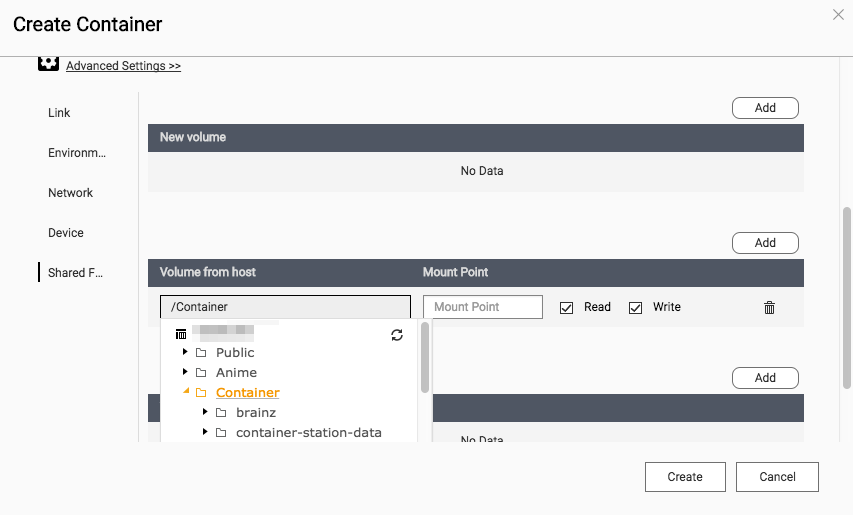 Create Container
Advanced Settings >>
Link
Environm...
Network
Device
Shared F...
Add
New volume
No Data
Add
Volume from host Mount Point
/Container Mount Point Read Write
Public
Anime
Container
brainz
container-station-data
Add
No Data
Create Cancel